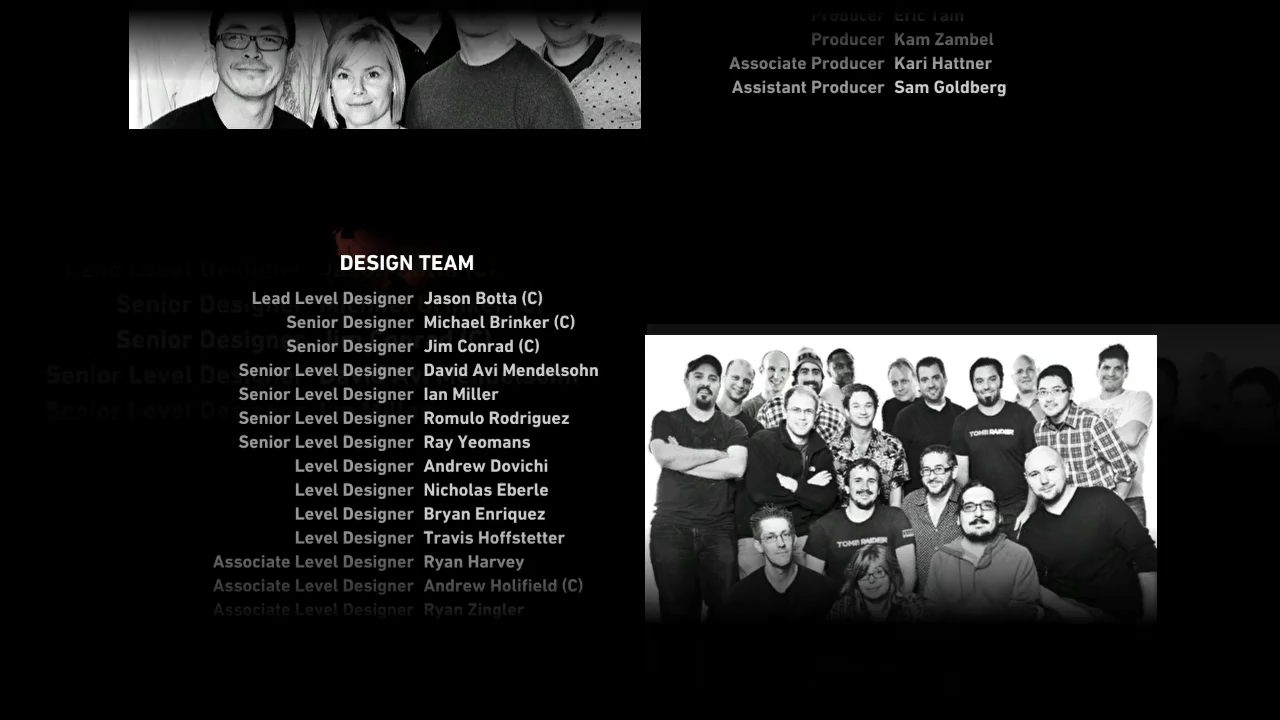 Producer Eric Tam
Producer Kam Zambel
Associate Producer Kari Hattner
Assistant Producer Sam Goldberg
DESIGN TEAM
Lead Level Designer Jason Botta (C)
Senior Designer Michael Brinker (C)
Senior Designer Jim Conrad (C)
Senior Level Designer David Avi Mendelsohn
Senior Level Designer Ian Miller
Senior Level Designer Romulo Rodriguez
Senior Level Designer Ray Yeomans
Level Designer Andrew Dovichi
Level Designer Nicholas Eberle
Level Designer Bryan Enriquez
Level Designer Travis Hoffstetter
Associate Level Designer Ryan Harvey
Associate Level Designer Andrew Holifield (C)
Associate Level Designer Ryan Zingler
TOMB RAIDER
TOMB RAIDER